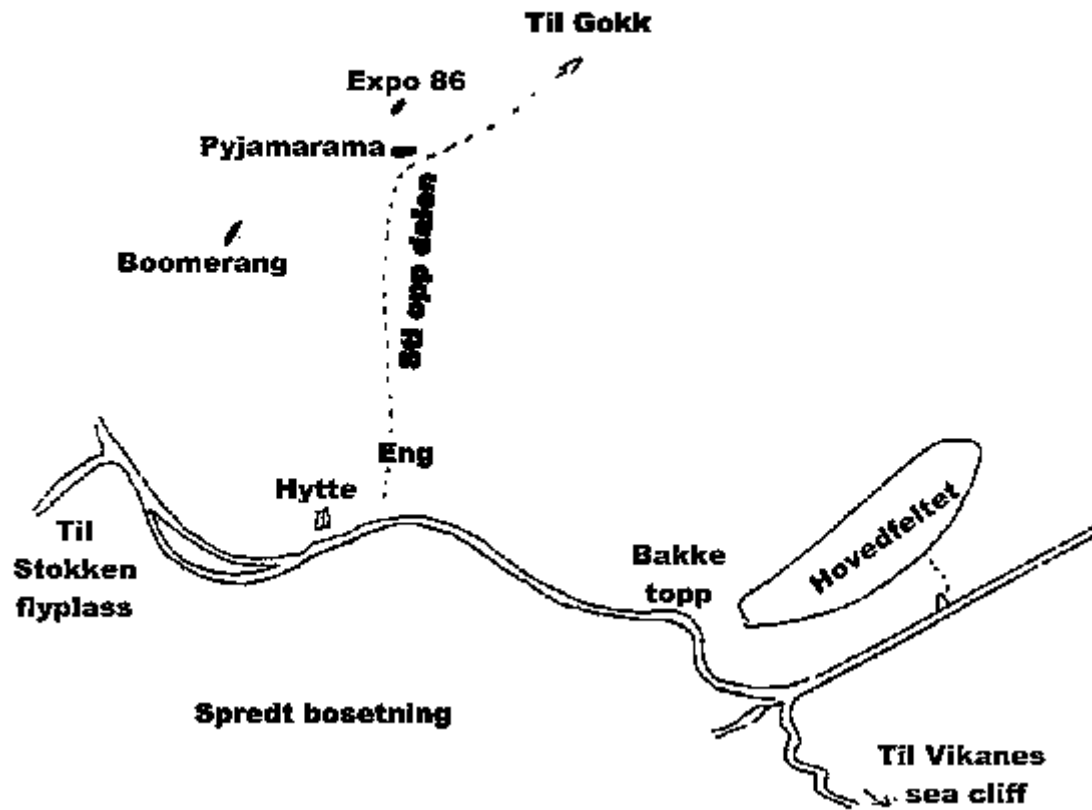 Til Gokk
Expo 86
Pyjamarama
Sti opp dalen
Boomerang
Eng
Hytte
Til
Stokken
flyplass
Bakke
topp
Hovedfeltet
Spredt bosetning
Til Vikanes
sea cliff